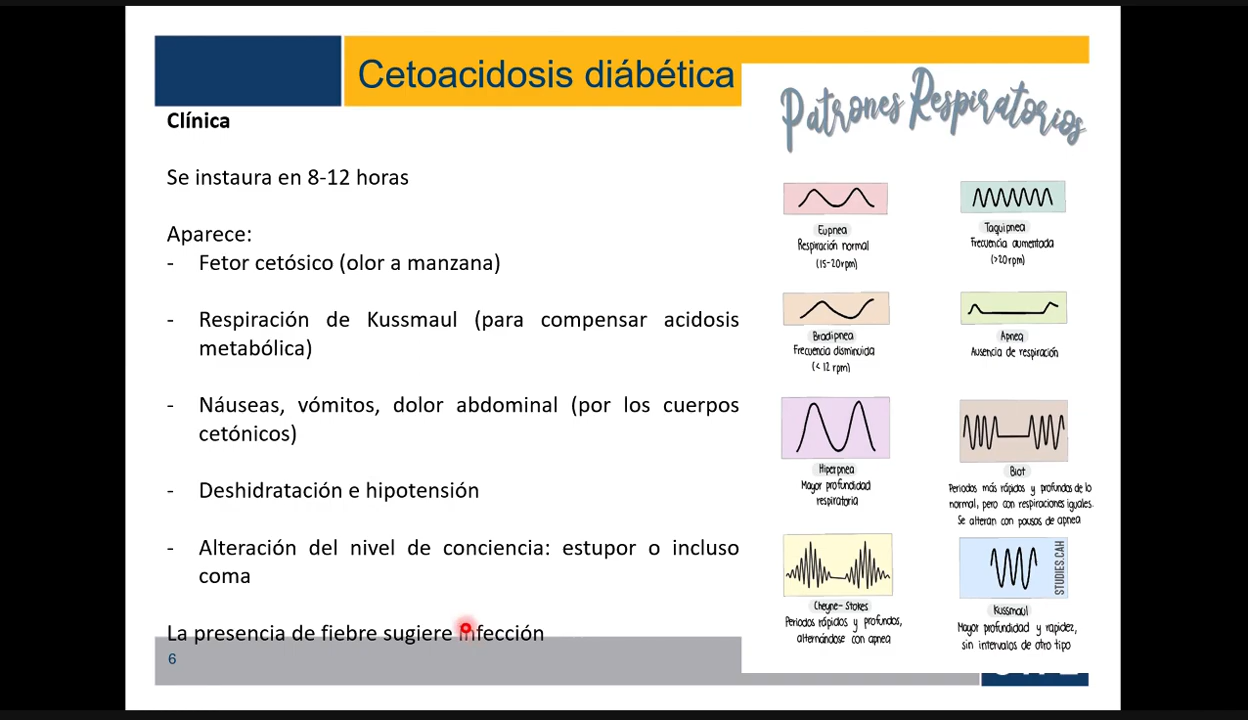 Cetoacidosis diábética
Clínica
Se instaura en 8-12 horas
Aparece:
- Fetor cetósico (olor a manzana)
- Respiración de Kussmaul (para compensar acidosis
metabólica)
- Náuseas, vómitos, dolor abdominal (por los cuerpos
cetónicos)
- Deshidratación e hipotensión
- Alteración del nivel de conciencia: estupor o incluso
coma
La presencia de fiebre sugiere infección
6
Patrones Respiratorios
Eupnea
Respiración normal
(15-20rpm)
Taquipnea
Frecuencia aumentada
(>20rpm)
Bradipnea
Frecuencia disminuida
(<12 rpm)
Apnea
Ausencia de respiración
Hiperpnea
Mayor profundidad
respiratoria
Biot
Periodos más rápidos y profundos de lo
normal, pero con respiraciones iguales.
Se alteran con pausas de apnea
Cheyne-Stokes
Periodos rápidos y profundos,
alternándose con apnea
STUDIES.CAH
Kussmaul
Mayor profundidad y rapidez,
sin intervalos de otro tipo